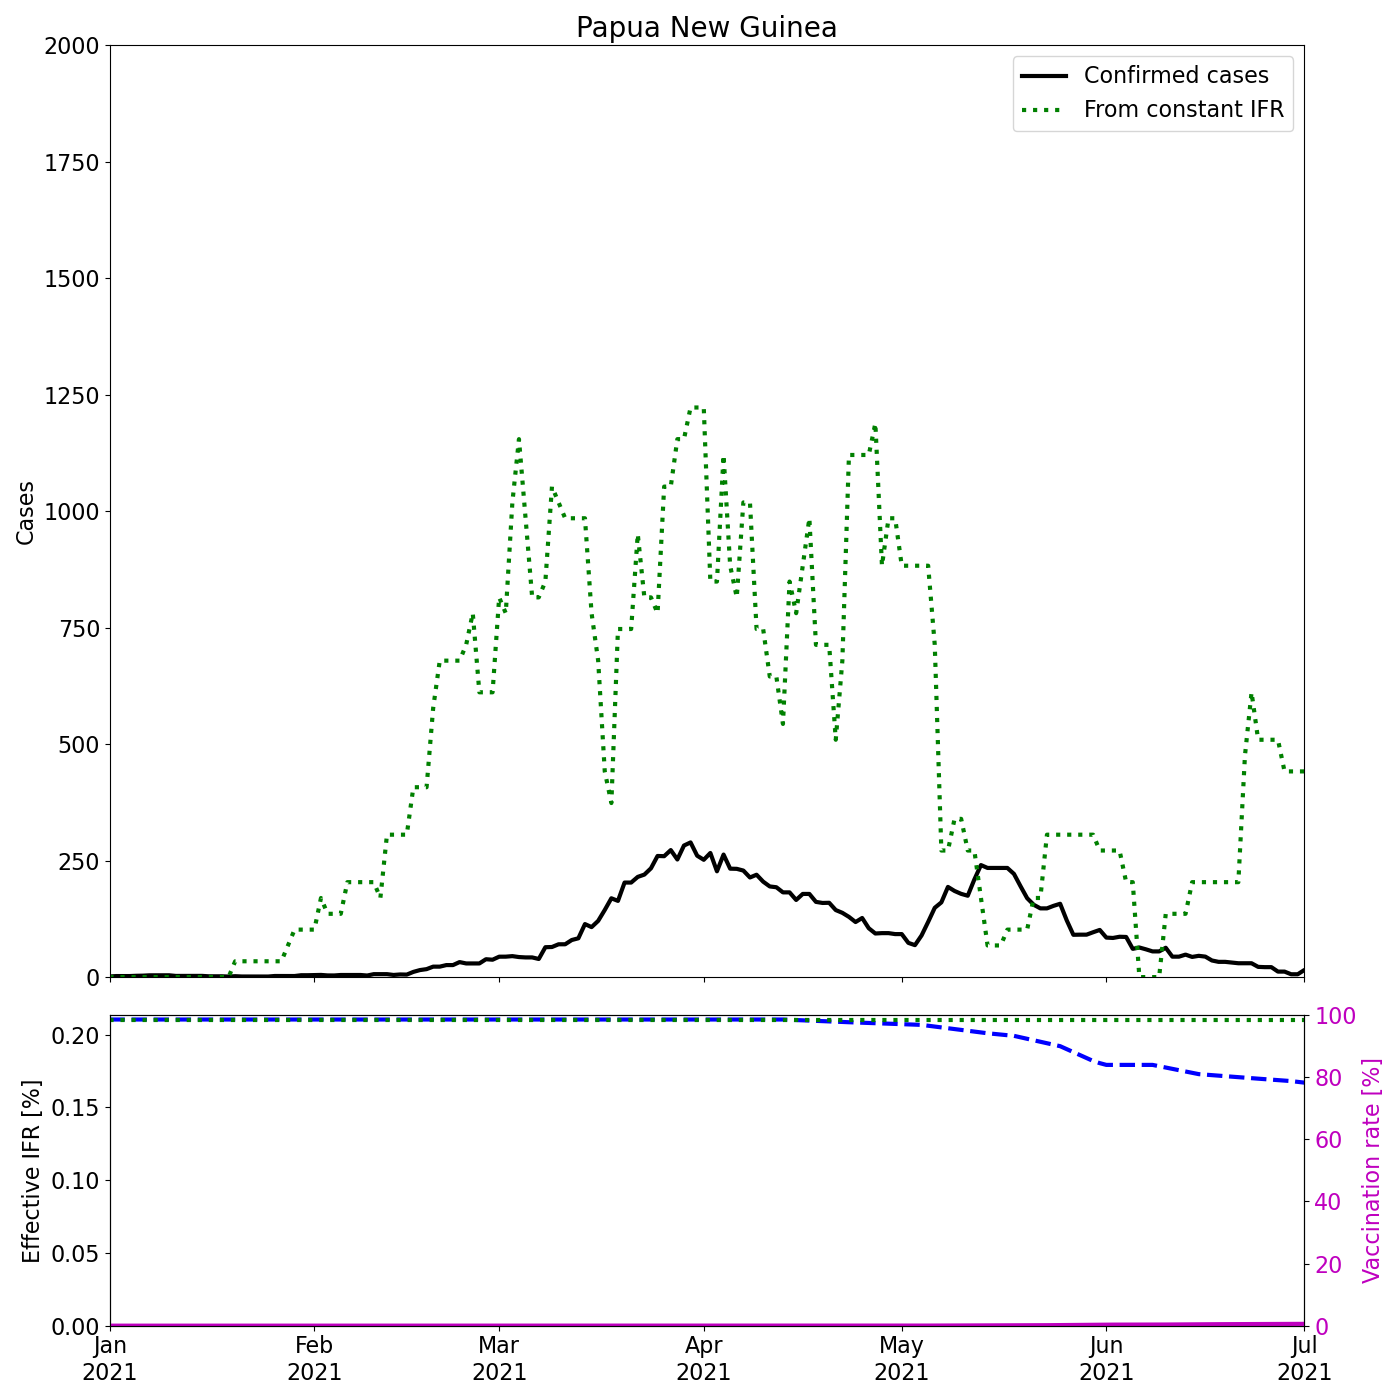 Papua New Guinea
Confirmed cases
From constant IFR
Cases
2000
1750
1500
1250
1000
750
500
250
0
Effective IFR [%]
0.20
0.15
0.10
0.05
0.00
100
80
60
40
20
0
Vaccination rate [%]
Jan Feb Mar Apr May Jun Jul
2021 2021 2021 2021 2021 2021 2021